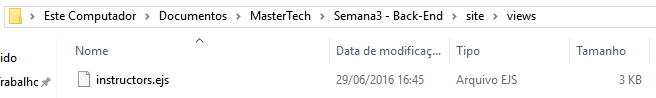 Este Computador > Documentos > MasterTech > Semana3 - Back-End > site > views
ido
Nome
Data de modificaç...
Tipo
Tamanho
rabalhc
instructors.ejs
29/06/2016 16:45
Arquivo EJS
3 KB